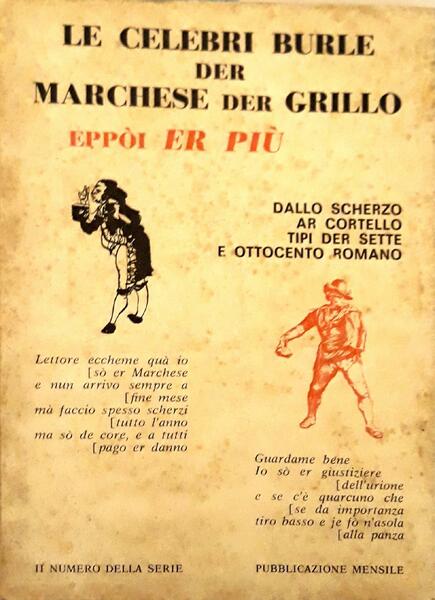 LE CELEBRI BURLE
DER
MARCHESE DER GRILLO
EPPÒI ER PIÙ
DALLO SCHERZO
AR CORTELLO
TIPI DER SETTE
E OTTOCENTO ROMANO
Lettore eccheme quà io
[sò er Marchese
e nun arrivo sempre a
[fine mese
mà faccio spesso scherzi
[tutto l'anno
ma sò de core, e a tutti
[pago er danno
Guardame béne
Io sò er giustiziere
[dell'urione
e se c'è quarcuno che
[se da importanza
tiro basso e je fò n'asola
[alla panza
II NUMERO DELLA SERIE
PUBBLICAZIONE MENSILE